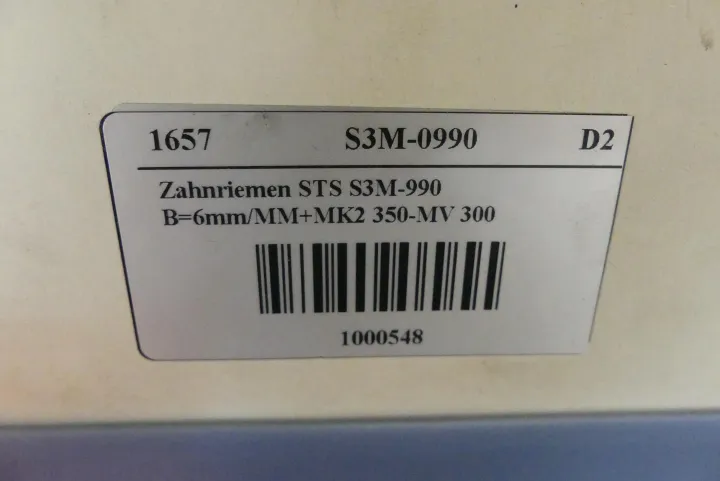 1657 S3M-0990 D2
Zahnriemen STS S3M-990
B=6mm/MM+MK2 350-MV 300
1000548